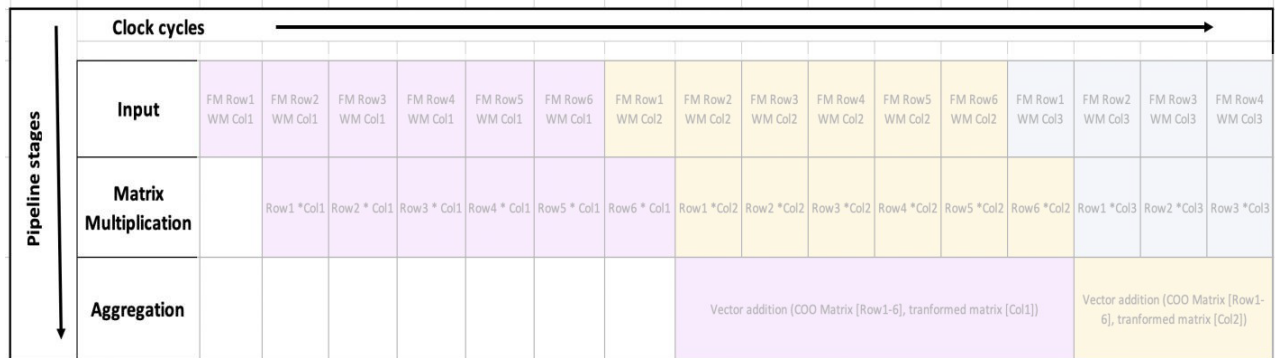 Clock cycles
Pipeline stages
Input
FM Row1 FM Row2 FM Row3 FM Row4 FM Row5 FM Row6 FM Row1 FM Row2 FM Row3 FM Row4 FM Row5 FM Row6 FM Row1 FM Row2 FM Row3 FM Row4
WM Col1 WM Col1 WM Col1 WM Col1 WM Col1 WM Col1 WM Col2 WM Col2 WM Col2 WM Col2 WM Col2 WM Col2 WM Col3 WM Col3 WM Col3 WM Col3
Matrix
Multiplication
Row1 *Col1 Row2 * Col1 Row3 * Col1 Row4 * Col1 Row5 * Col1 Row6 * Col1 Row1 *Col2 Row2 *Col2 Row3 *Col2 Row4 *Col2 Row5 *Col2 Row6 *Col2 Row1 *Col3 Row2 *Col3 Row3 *Col3
Aggregation
Vector addition (COO Matrix [Row1-6], tranformed matrix [Col1])
Vector addition (COO Matrix [Row1-
6], tranformed matrix [Col2])